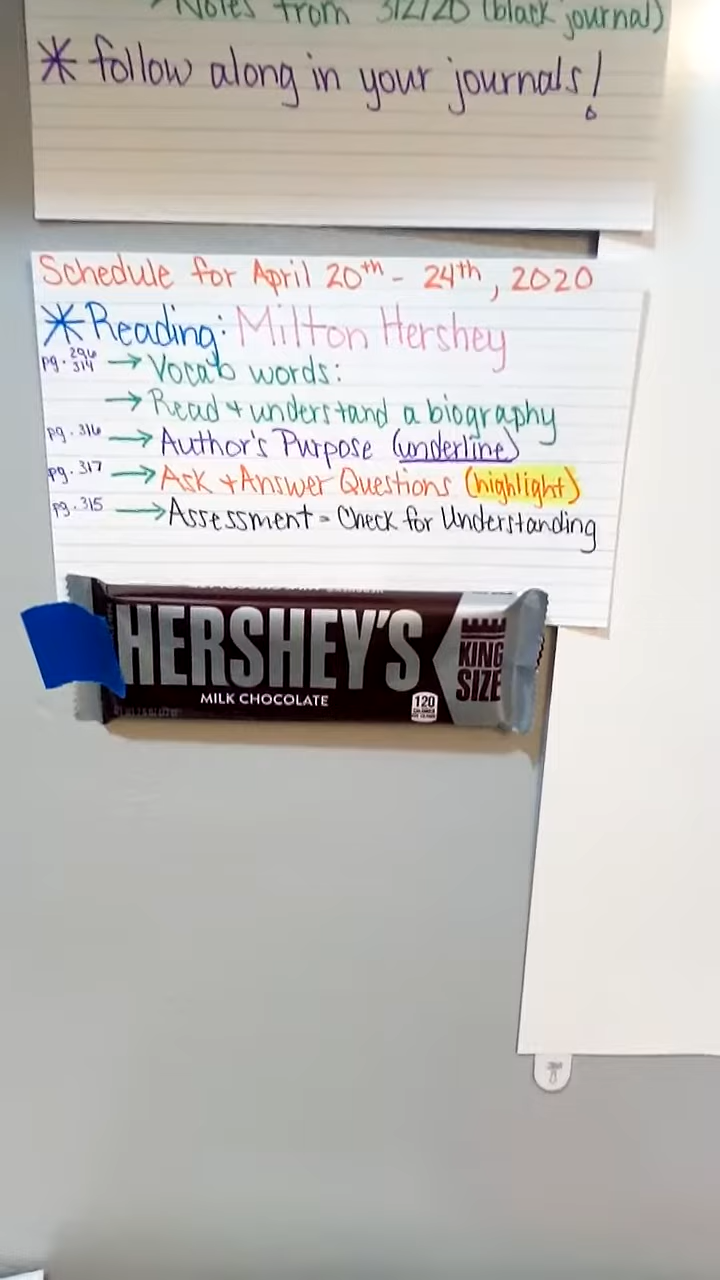 Notes from 3/2/20 (black journal)
* follow along in your journals!
Schedule for April 20th - 24th, 2020
* Reading: Milton Hershey
pg. 296 314 → Vocab words:
→ Read + understand a biography
pg. 316 → Author's Purpose (underline)
pg. 317 → Ask + Answer Questions (highlight)
pg. 315 → Assessment - Check for Understanding
HERSHEY'S
KING
SIZE
MILK CHOCOLATE
120